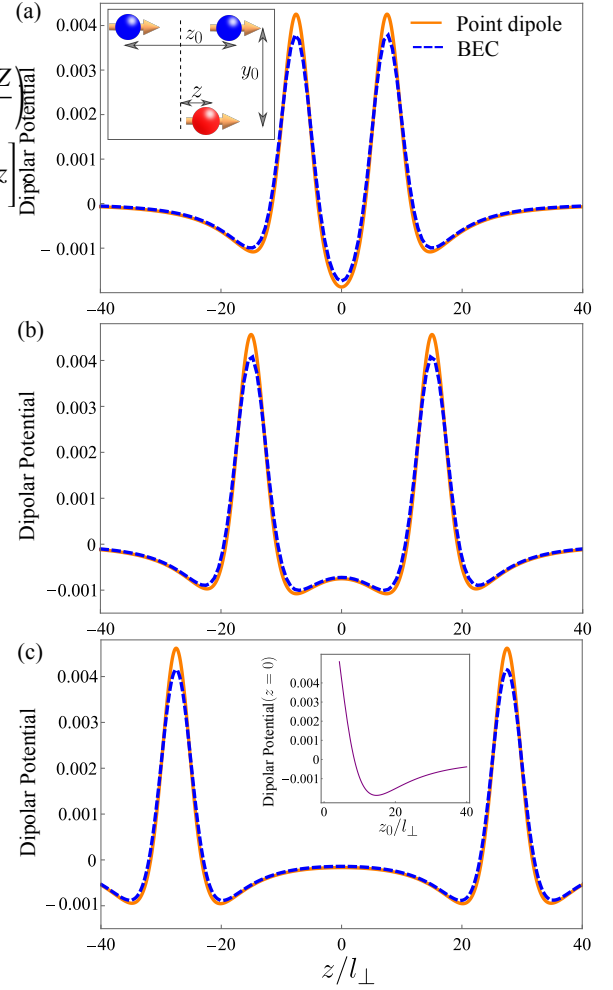 (a)
Point dipole
BEC
z₀
y₀
z
Dipolar Potential
0.004
0.003
0.002
0.001
0
−0.001
−40 −20 0 20 40
Z
z
(b)
Dipolar Potential
0.004
0.003
0.002
0.001
0
−0.001
−40 −20 0 20 40
(c)
Dipolar Potential
0.004
0.003
0.002
0.001
0
−0.001
Dipolar Potential(z = 0)
0.004
0.003
0.002
0.001
0
−0.001
0 20 40
z₀/l⊥
−40 −20 0 20 40
z/l⊥